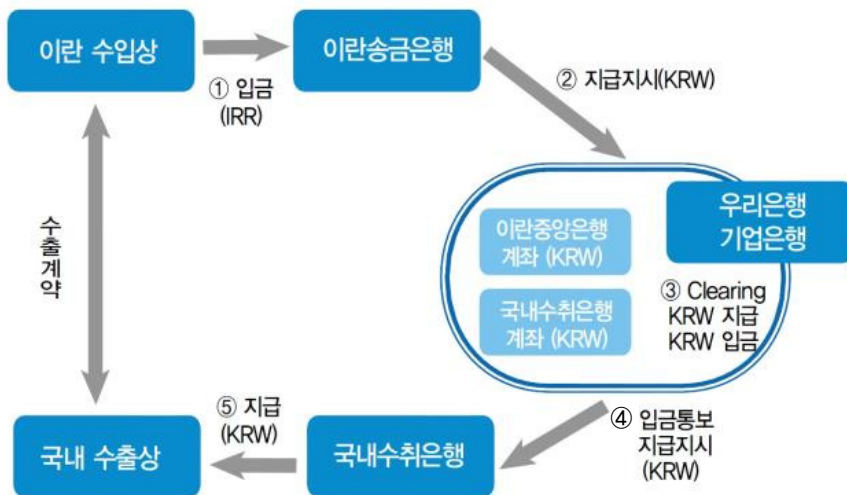 이란 수입상
① 입금
(IRR)
이란송금은행
② 지급지시(KRW)
우리은행
기업은행
이란중앙은행
계좌 (KRW)
국내수취은행
계좌 (KRW)
③ Clearing
KRW 지급
KRW 입금
④ 입금통보
지급지시
(KRW)
국내수취은행
⑤ 지급
(KRW)
국내 수출상
수출계약